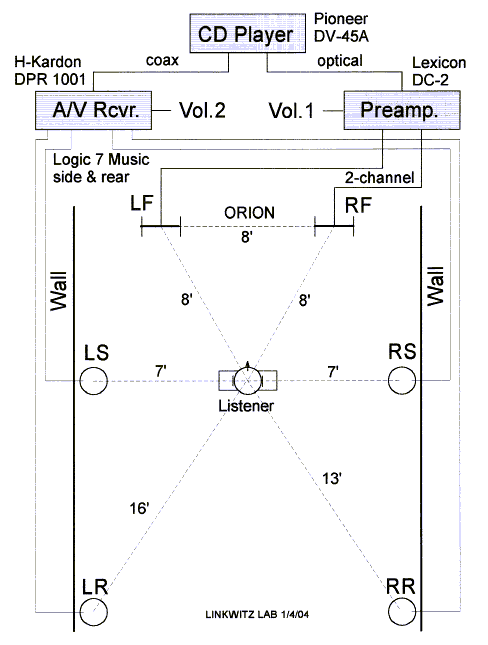 Pioneer
DV-45A
CD Player
coax
optical
H-Kardon
DPR 1001
Lexicon
DC-2
A/V Rcvr.
Vol.2
Vol.1
Preamp.
Logic 7 Music
side & rear
2-channel
LF
ORION
RF
8'
Wall
Wall
8'
8'
LS
RS
7'
7'
Listener
16'
13'
LR
RR
LINKWITZ LAB 1/4/04